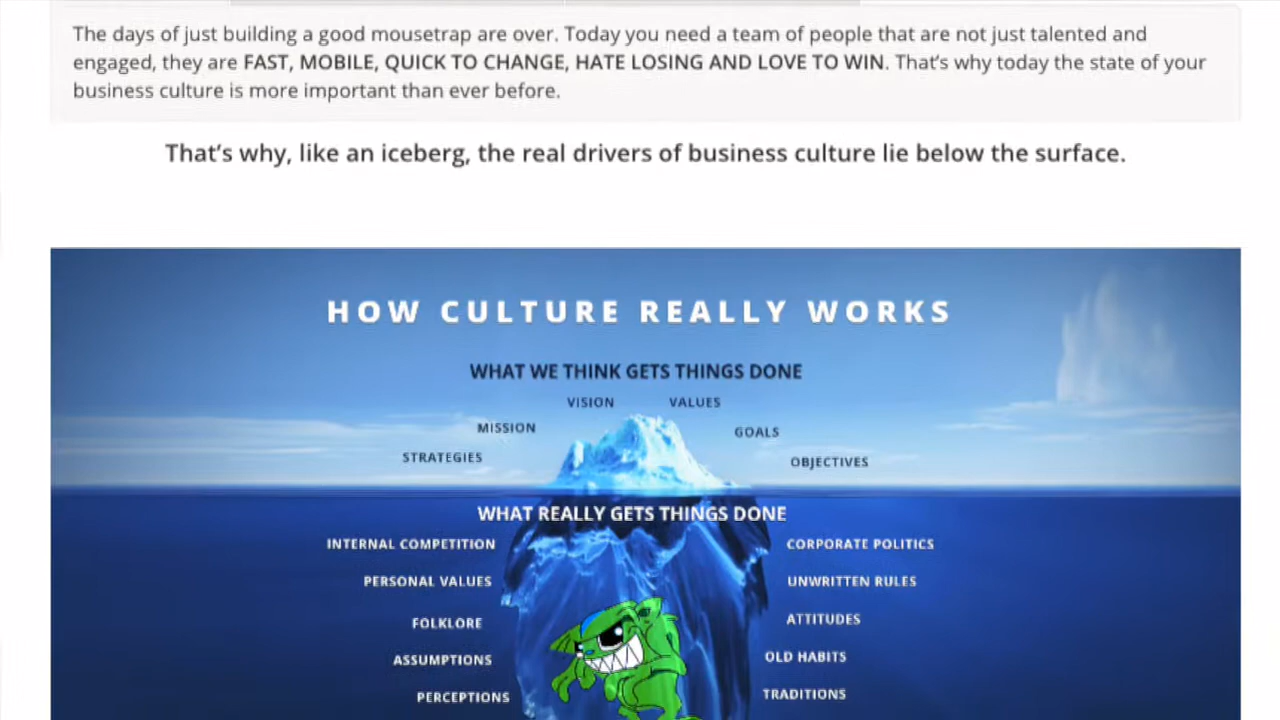 The days of just building a good mousetrap are over. Today you need a team of people that are not just talented and
engaged, they are FAST, MOBILE, QUICK TO CHANGE, HATE LOSING AND LOVE TO WIN. That's why today the state of your
business culture is more important than ever before.
That's why, like an iceberg, the real drivers of business culture lie below the surface.
HOW CULTURE REALLY WORKS
WHAT WE THINK GETS THINGS DONE
VISION VALUES
MISSION GOALS
STRATEGIES OBJECTIVES
WHAT REALLY GETS THINGS DONE
INTERNAL COMPETITION CORPORATE POLITICS
PERSONAL VALUES UNWRITTEN RULES
FOLKLORE ATTITUDES
ASSUMPTIONS OLD HABITS
PERCEPTIONS TRADITIONS